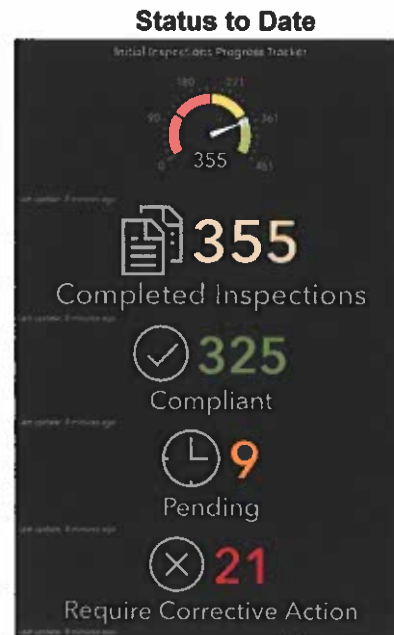 Status to Date
Initial Inspections Progress Tracker
180 271
90 361
355
0 451
355
Completed Inspections
325
Compliant
9
Pending
21
Require Corrective Action